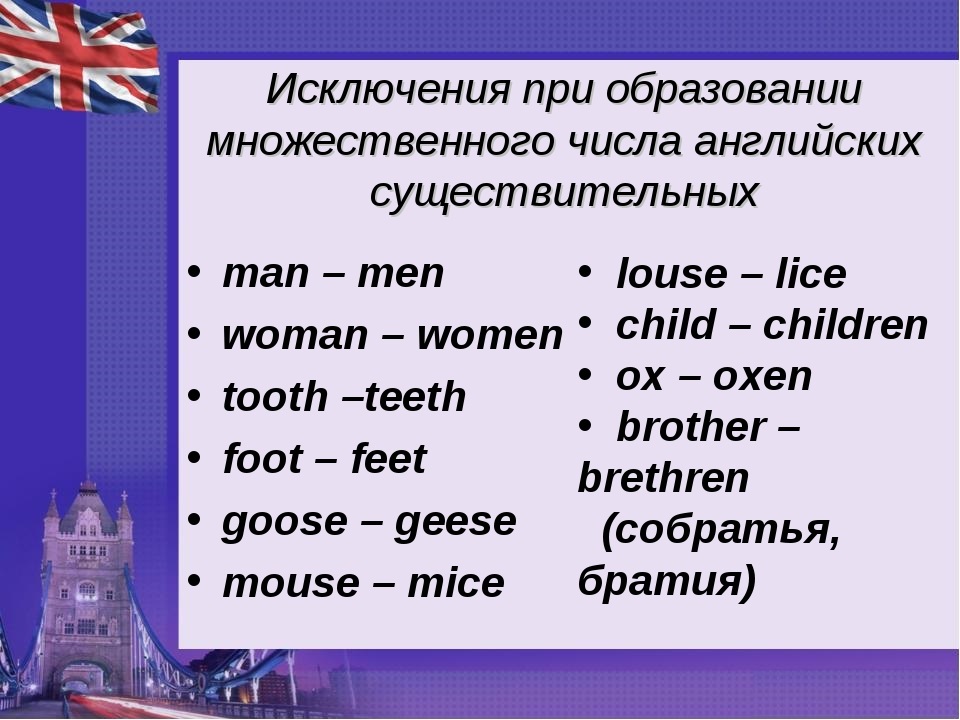 Исключения при образовании
множественного числа английских
существительных
• man – men
• woman – women
• tooth –teeth
• foot – feet
• goose – geese
• mouse – mice
• louse – lice
• child – children
• ox – oxen
• brother –
brethren
(собратья,
братия)